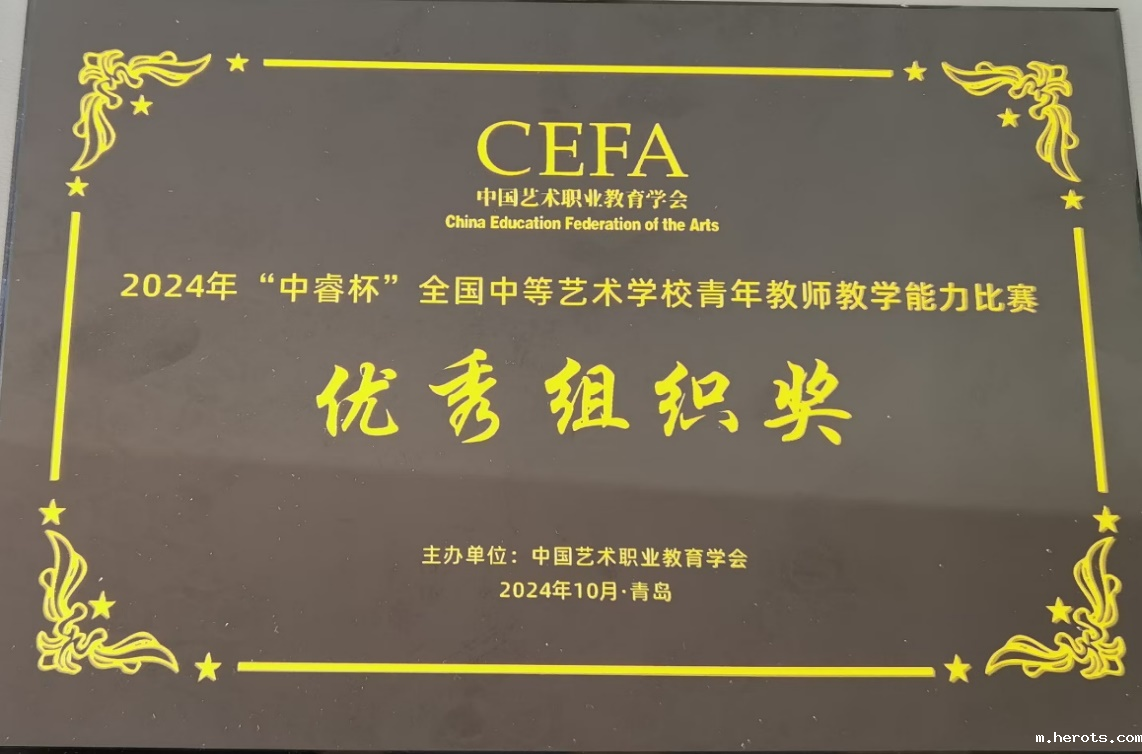 CEFA
中国艺术职业教育学会
China Education Federation of the Arts
2024年“中睿杯”全国中等艺术学校青年教师教学能力比赛
优秀组织奖
主办单位：中国艺术职业教育学会
2024年10月·青岛
m.herots.com